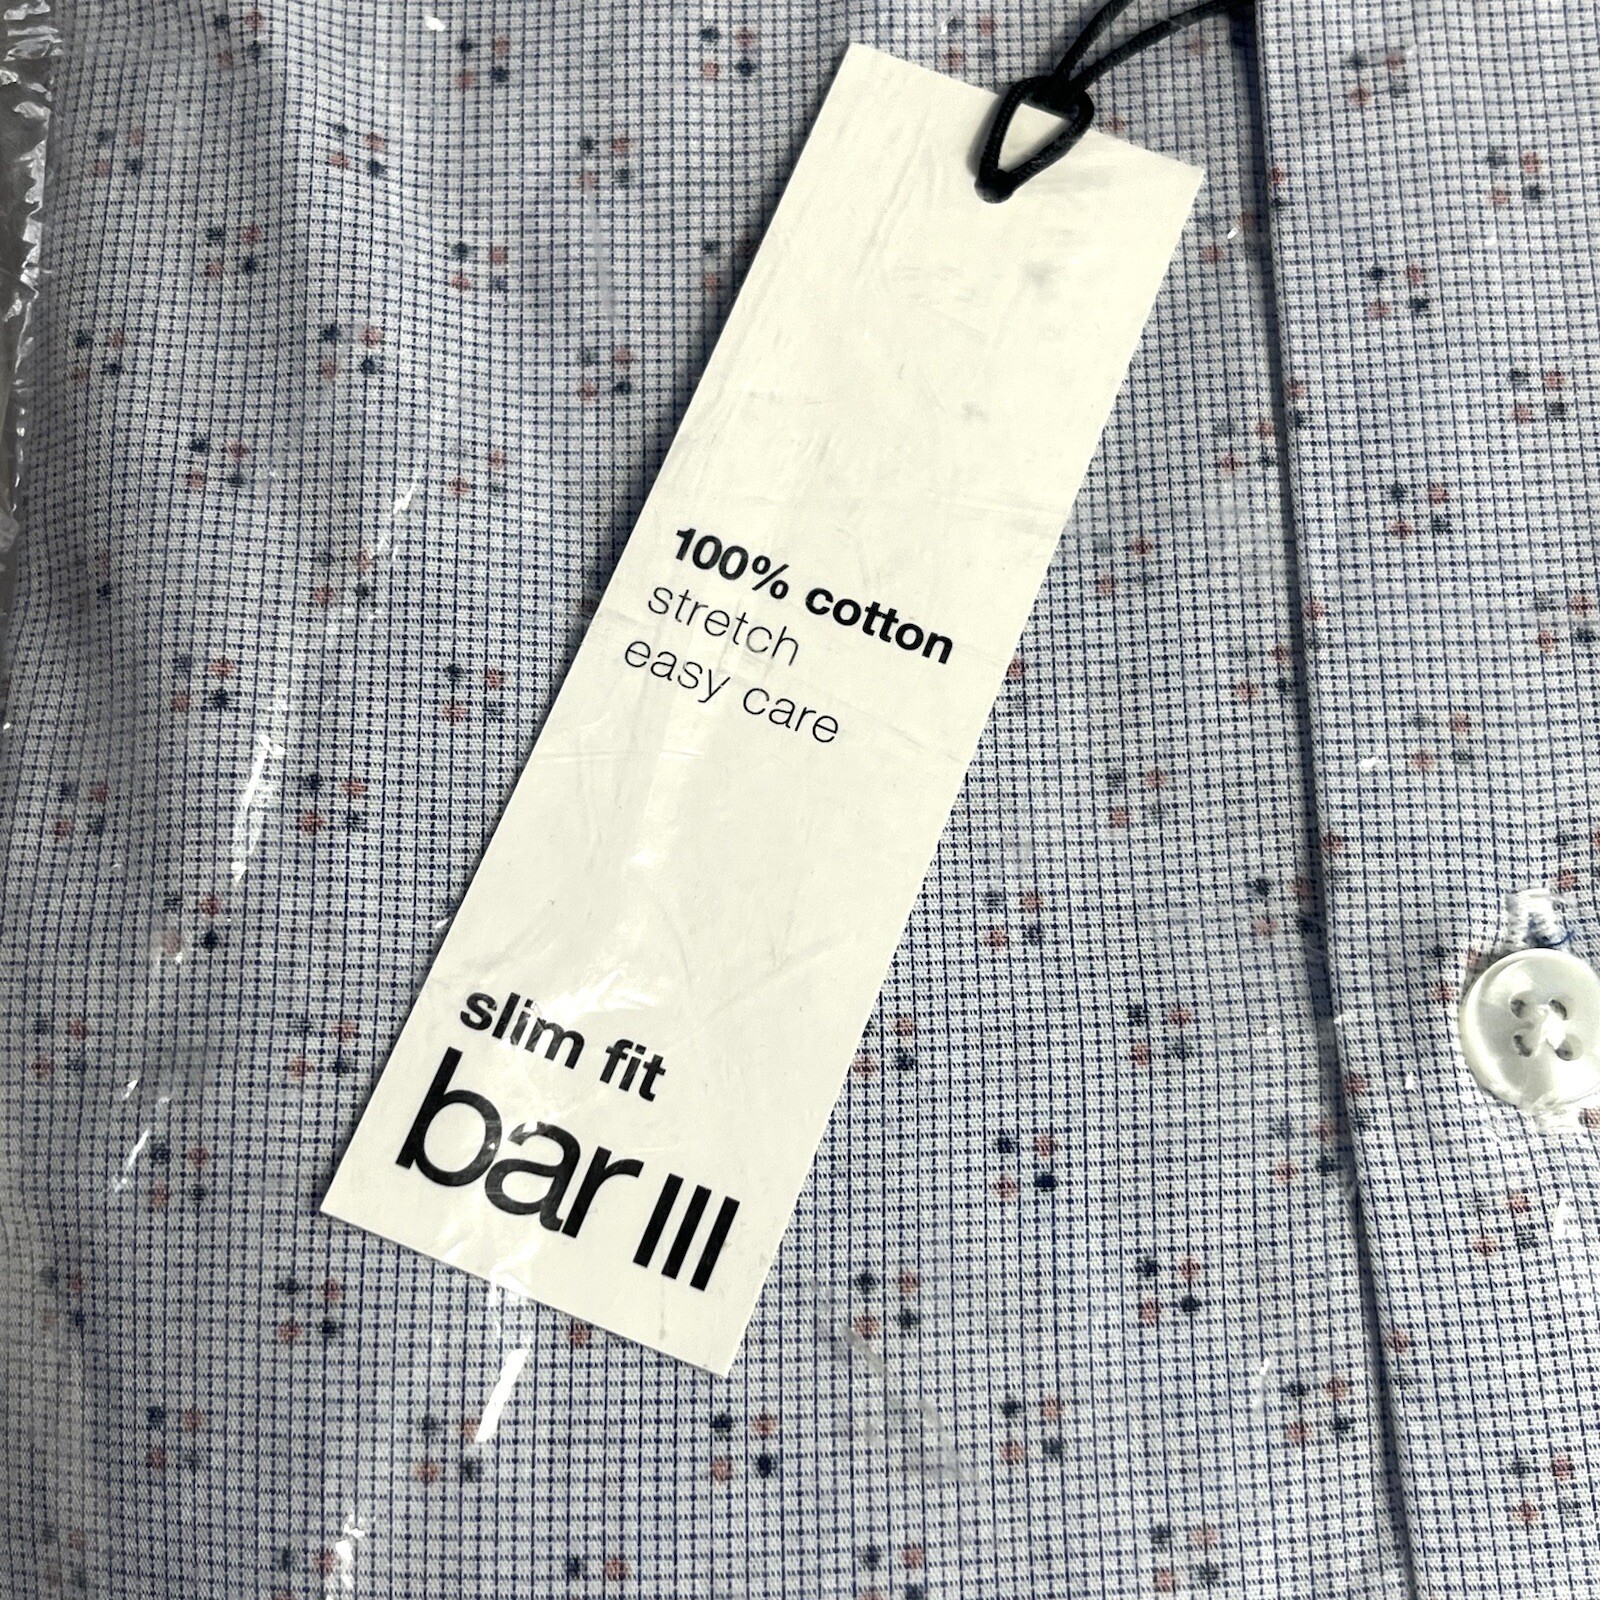 100% cotton
stretch
easy care
slim fit
bar III